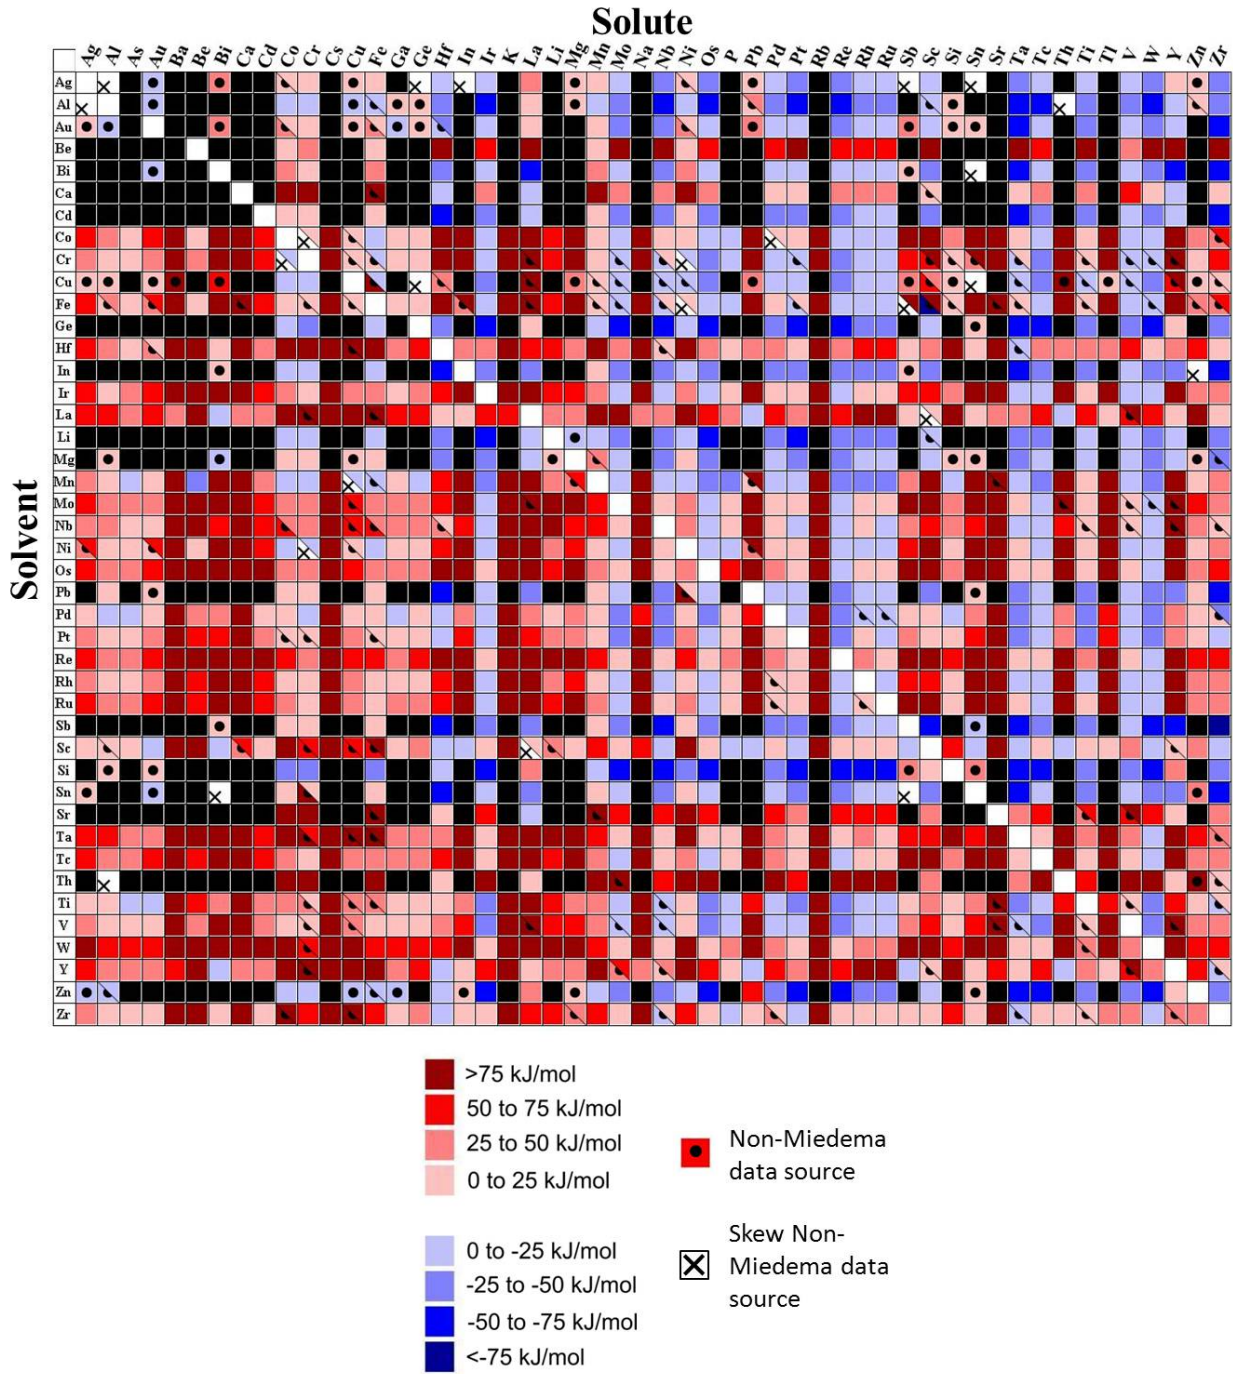 Solute
Ag Al As Au Ba Be Bi Ca Cd Co Cr Cs Cu Fe Ga Ge Hf In Ir K La Li Mg Mn Mo Na Nb Ni Os P Pb Pd Pt Rb Re Rh Ru Sb Sc Si Sn Sr Ta Tc Th Ti Tl V W Y Zn Zr
Solvent
Ag
Al
Au
Be
Bi
Ca
Cd
Co
Cr
Cu
Fe
Ge
Hf
In
Ir
La
Li
Mg
Mn
Mo
Nb
Ni
Os
Pb
Pd
Pt
Re
Rh
Ru
Sb
Sc
Si
Sn
Sr
Ta
Tc
Th
Ti
V
W
Y
Zn
Zr
>75 kJ/mol
50 to 75 kJ/mol
25 to 50 kJ/mol
0 to 25 kJ/mol
0 to -25 kJ/mol
-25 to -50 kJ/mol
-50 to -75 kJ/mol
<-75 kJ/mol
Non-Miedema
data source
Skew Non-
Miedema data
source